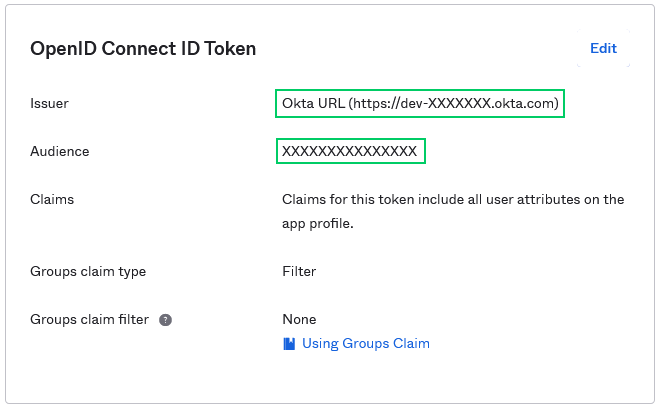 OpenID Connect ID Token
Edit
Issuer
Okta URL (https://dev-XXXXXXX.okta.com)
Audience
XXXXXXXXXXXXXXX
Claims
Claims for this token include all user attributes on the
app profile.
Groups claim type
Filter
Groups claim filter ?
None
Using Groups Claim